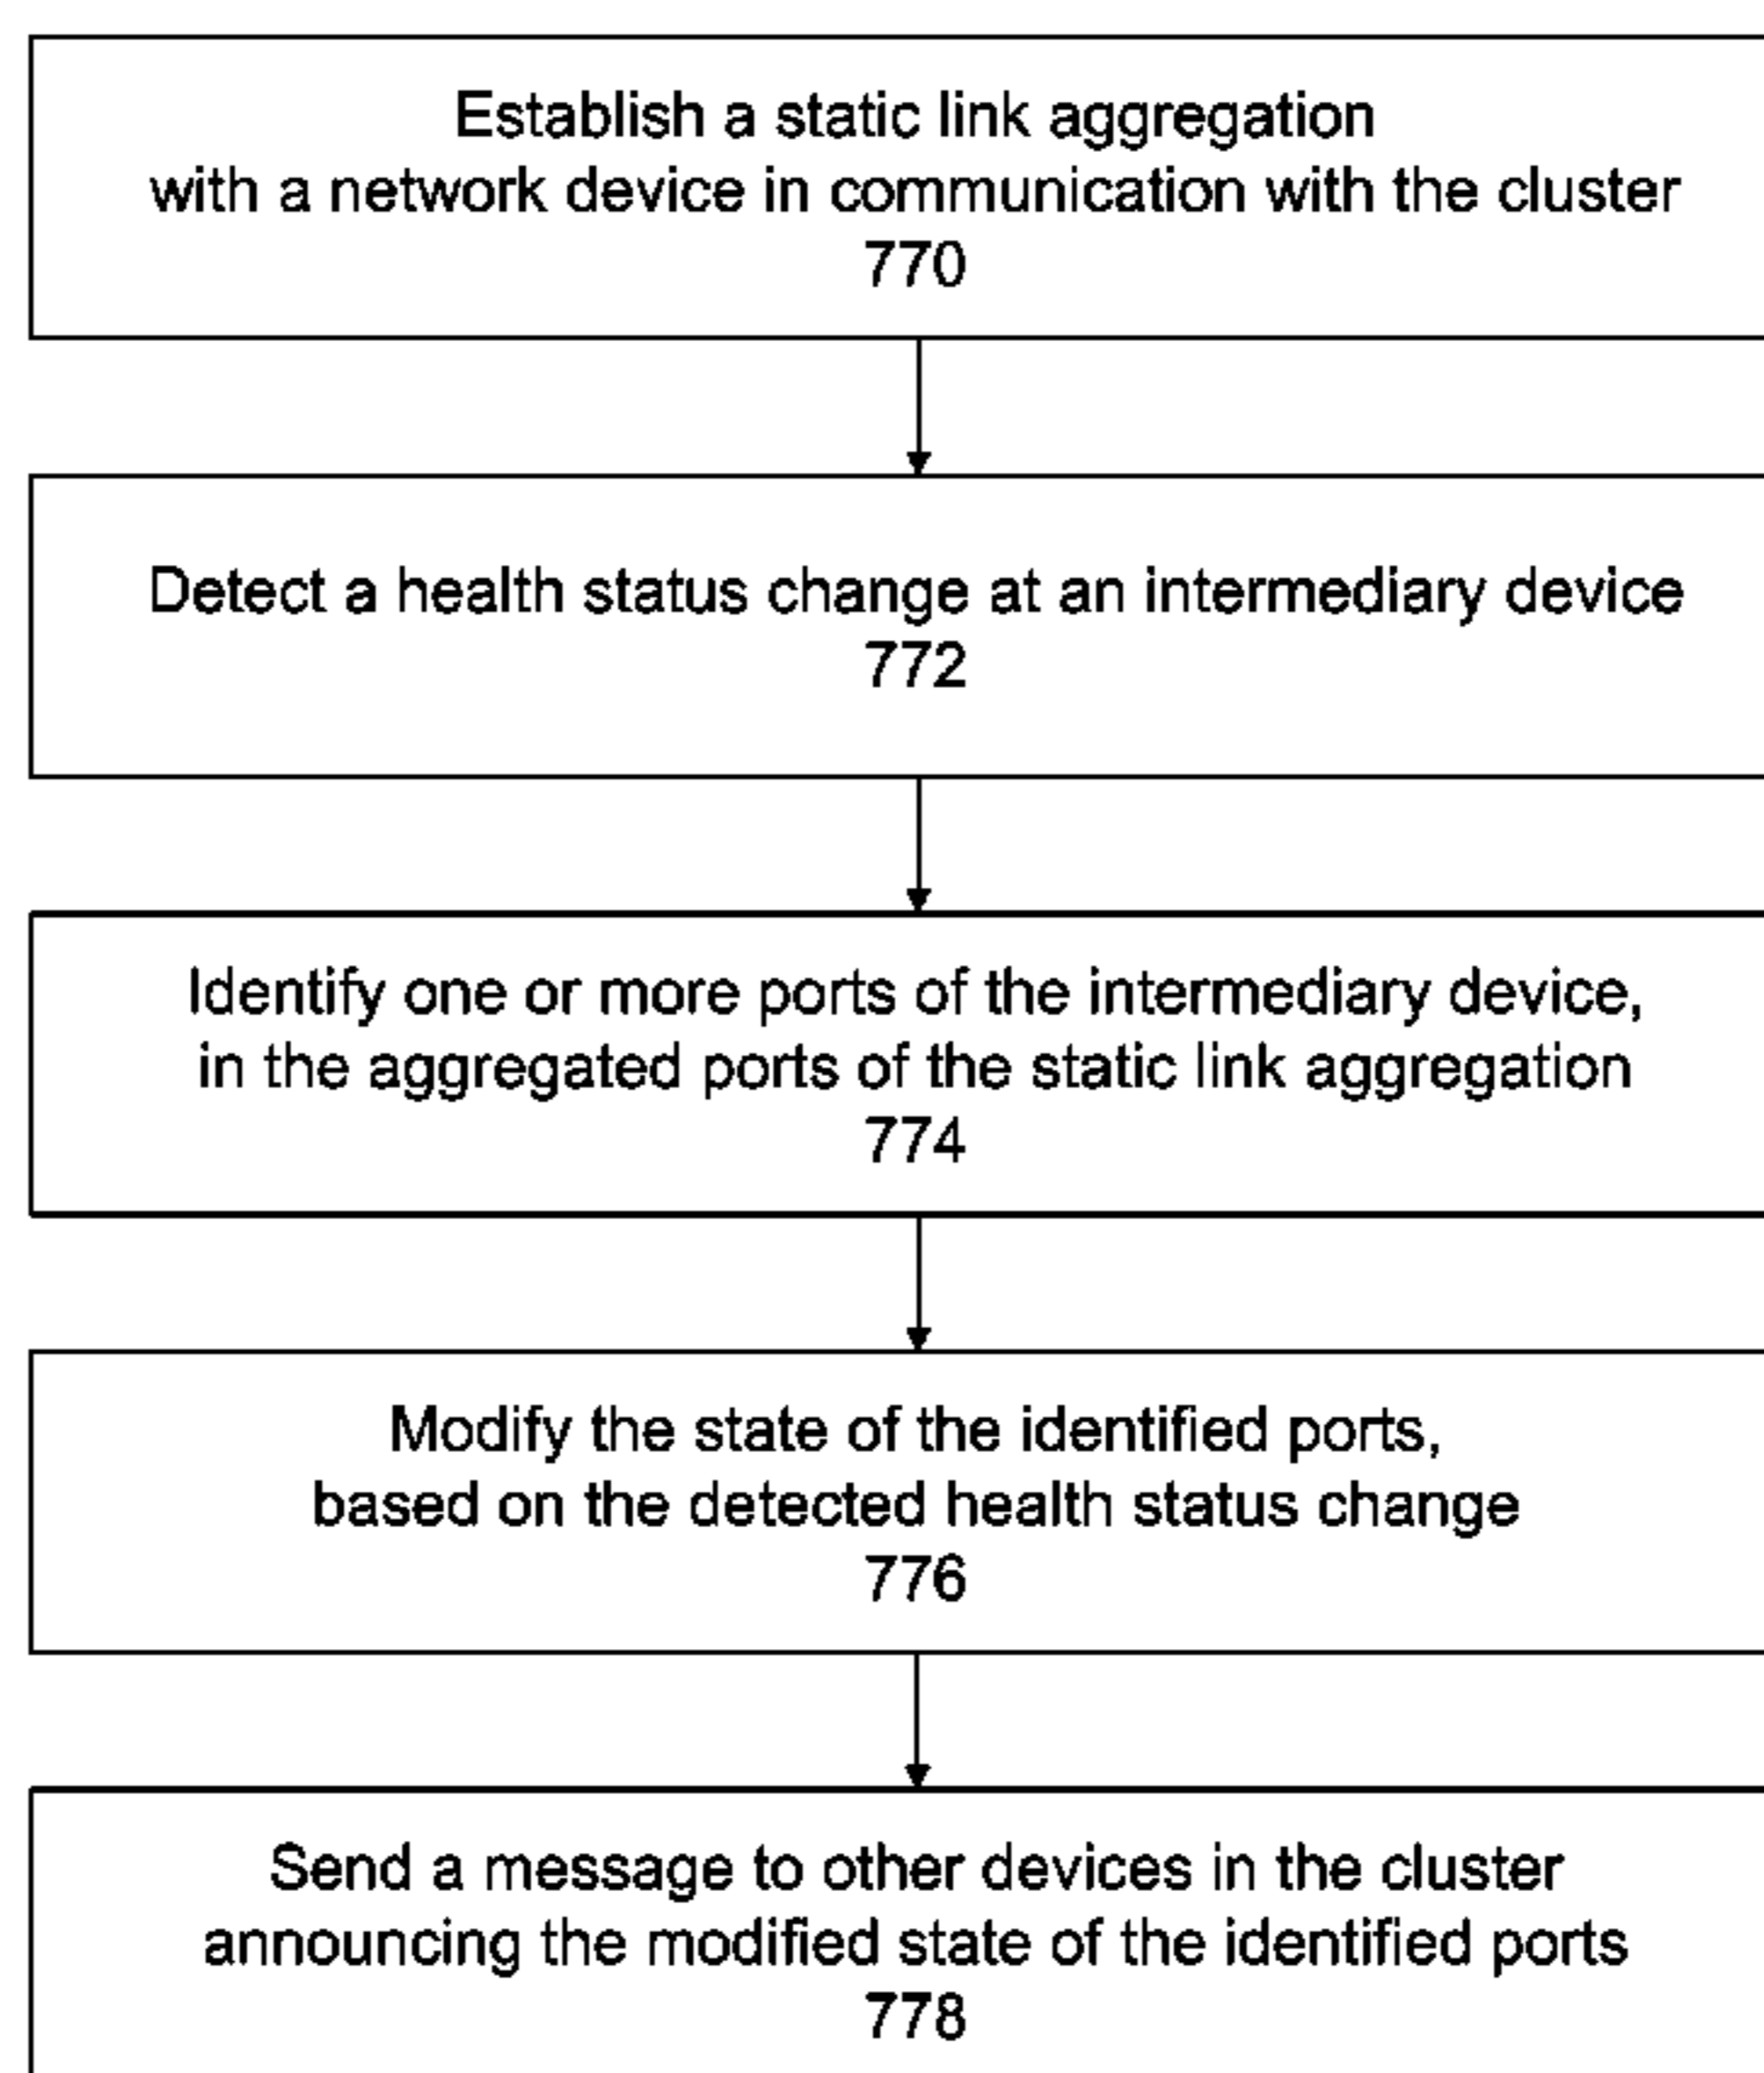 Establish a static link aggregation
with a network device in communication with the cluster
770
Detect a health status change at an intermediary device
772
Identify one or more ports of the intermediary device,
in the aggregated ports of the static link aggregation
774
Modify the state of the identified ports,
based on the detected health status change
776
Send a message to other devices in the cluster
announcing the modified state of the identified ports
778